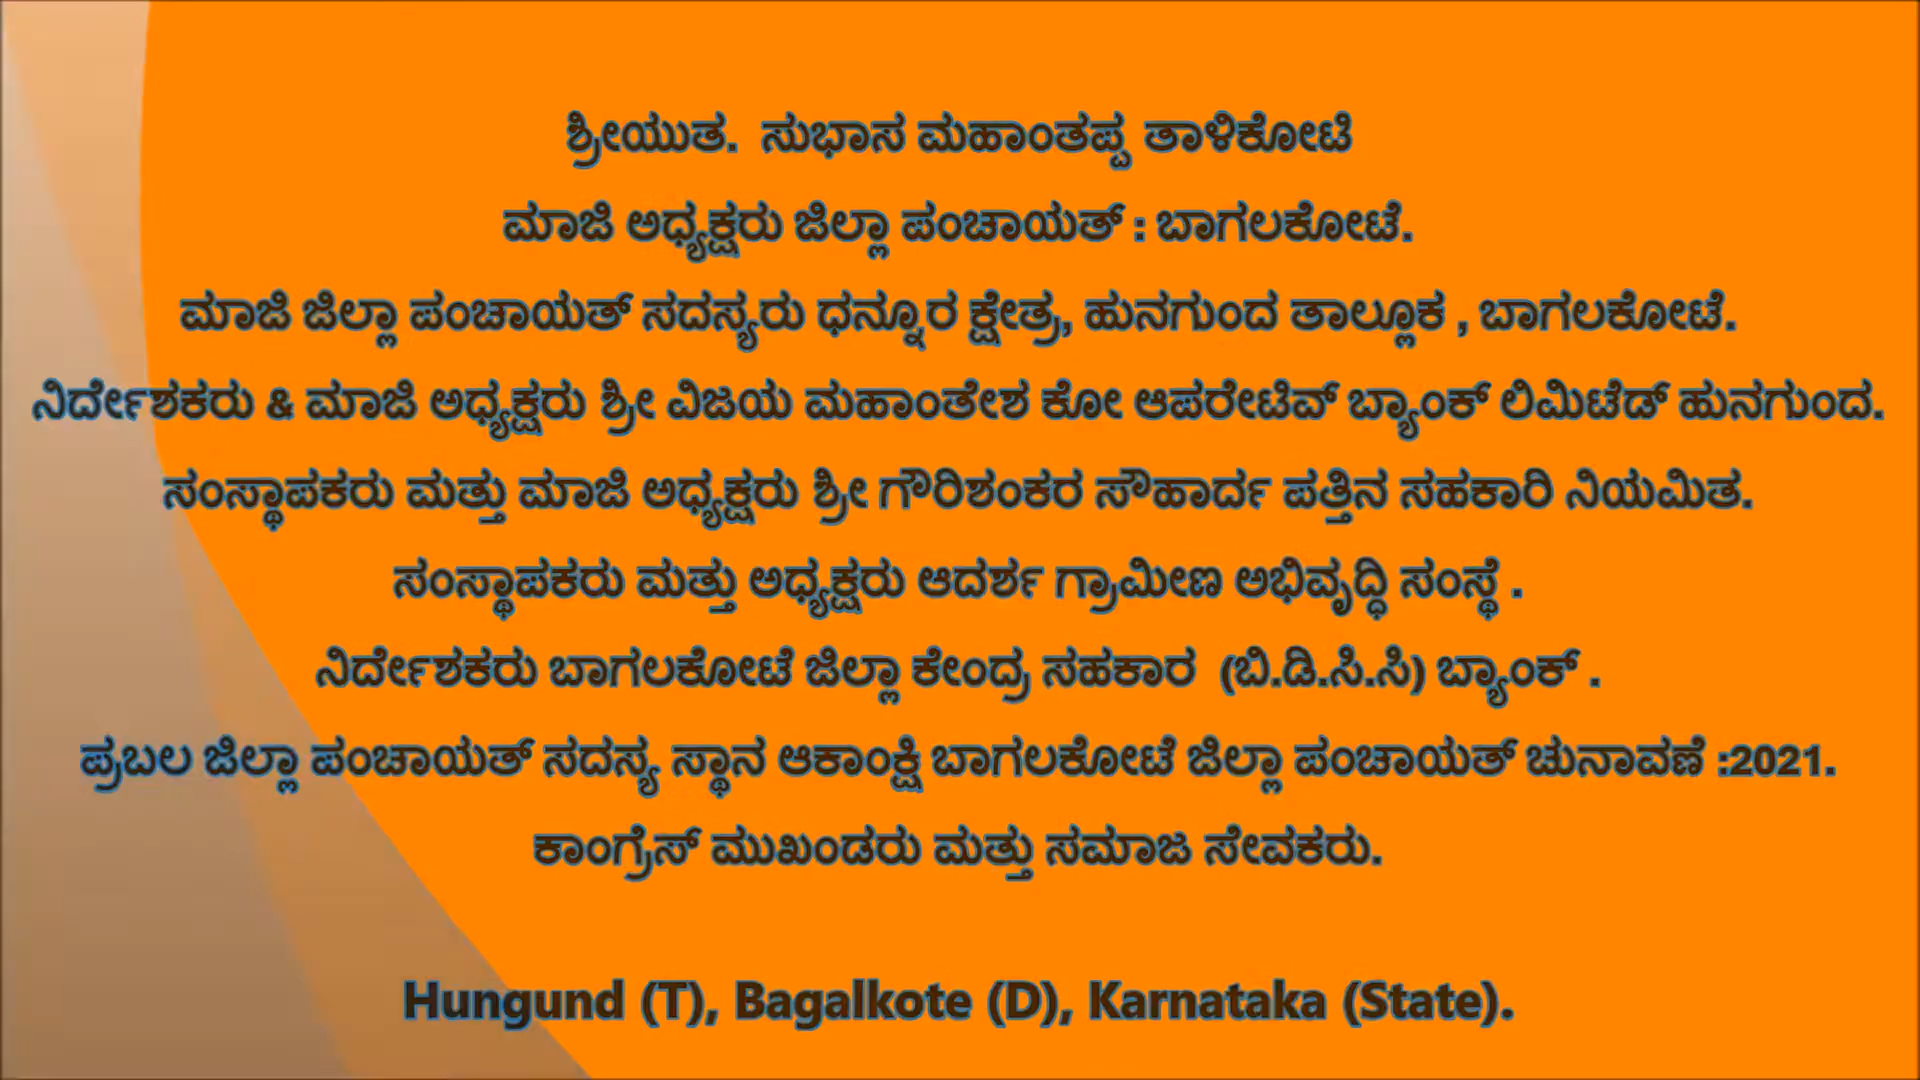 ಶ್ರೀಯುತ. ಸುಭಾಸ ಮಹಾಂತಪ್ಪ ತಾಳಿಕೋಟಿ
ಮಾಜಿ ಅಧ್ಯಕ್ಷರು ಜಿಲ್ಲಾ ಪಂಚಾಯತ್ : ಬಾಗಲಕೋಟೆ.
ಮಾಜಿ ಜಿಲ್ಲಾ ಪಂಚಾಯತ್ ಸದಸ್ಯರು ಧನ್ನೂರ ಕ್ಷೇತ್ರ, ಹುನಗುಂದ ತಾಲ್ಲೂಕ , ಬಾಗಲಕೋಟೆ.
ನಿರ್ದೇಶಕರು & ಮಾಜಿ ಅಧ್ಯಕ್ಷರು ಶ್ರೀ ವಿಜಯ ಮಹಾಂತೇಶ ಕೋ ಆಪರೇಟಿವ್ ಬ್ಯಾಂಕ್ ಲಿಮಿಟೆಡ್ ಹುನಗುಂದ.
ಸಂಸ್ಥಾಪಕರು ಮತ್ತು ಮಾಜಿ ಅಧ್ಯಕ್ಷರು ಶ್ರೀ ಗೌರಿಶಂಕರ ಸೌಹಾರ್ದ ಪತ್ತಿನ ಸಹಕಾರಿ ನಿಯಮಿತ.
ಸಂಸ್ಥಾಪಕರು ಮತ್ತು ಅಧ್ಯಕ್ಷರು ಆದರ್ಶ ಗ್ರಾಮೀಣ ಅಭಿವೃದ್ಧಿ ಸಂಸ್ಥೆ .
ನಿರ್ದೇಶಕರು ಬಾಗಲಕೋಟೆ ಜಿಲ್ಲಾ ಕೇಂದ್ರ ಸಹಕಾರ (ಬಿ.ಡಿ.ಸಿ.ಸಿ) ಬ್ಯಾಂಕ್ .
ಪ್ರಬಲ ಜಿಲ್ಲಾ ಪಂಚಾಯತ್ ಸದಸ್ಯ ಸ್ಥಾನ ಆಕಾಂಕ್ಷಿ ಬಾಗಲಕೋಟೆ ಜಿಲ್ಲಾ ಪಂಚಾಯತ್ ಚುನಾವಣೆ :2021.
ಕಾಂಗ್ರೆಸ್ ಮುಖಂಡರು ಮತ್ತು ಸಮಾಜ ಸೇವಕರು.
Hungund (T), Bagalkote (D), Karnataka (State).